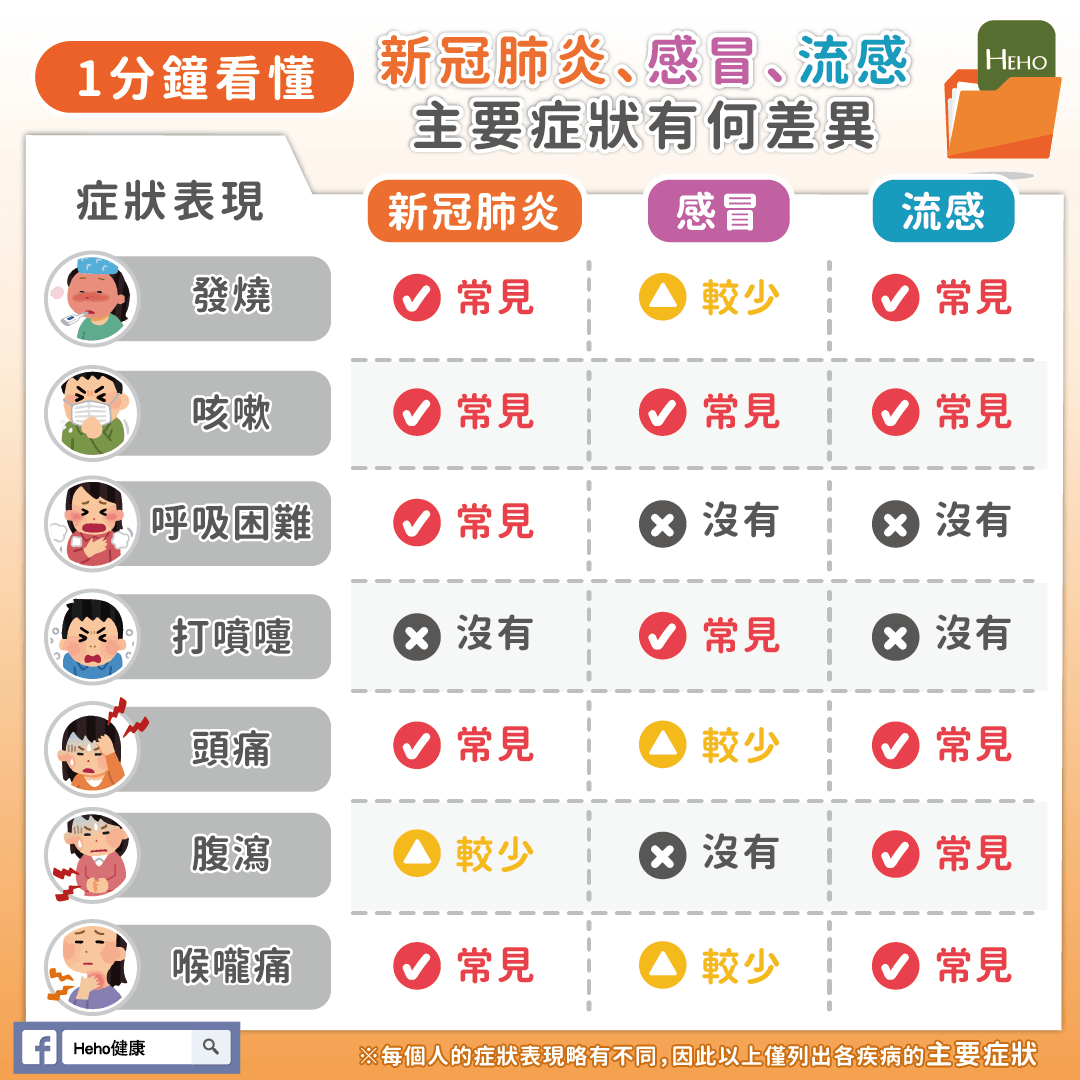 1分鐘看懂
新冠肺炎、感冒、流感
主要症狀有何差異
HEHO
症狀表現 新冠肺炎 感冒 流感
發燒 常見 較少 常見
咳嗽 常見 常見 常見
呼吸困難 常見 沒有 沒有
打噴嚏 沒有 常見 沒有
頭痛 常見 較少 常見
腹瀉 較少 沒有 常見
喉嚨痛 常見 較少 常見
f Heho健康
※每個人的症狀表現略有不同,因此以上僅列出各疾病的主要症狀